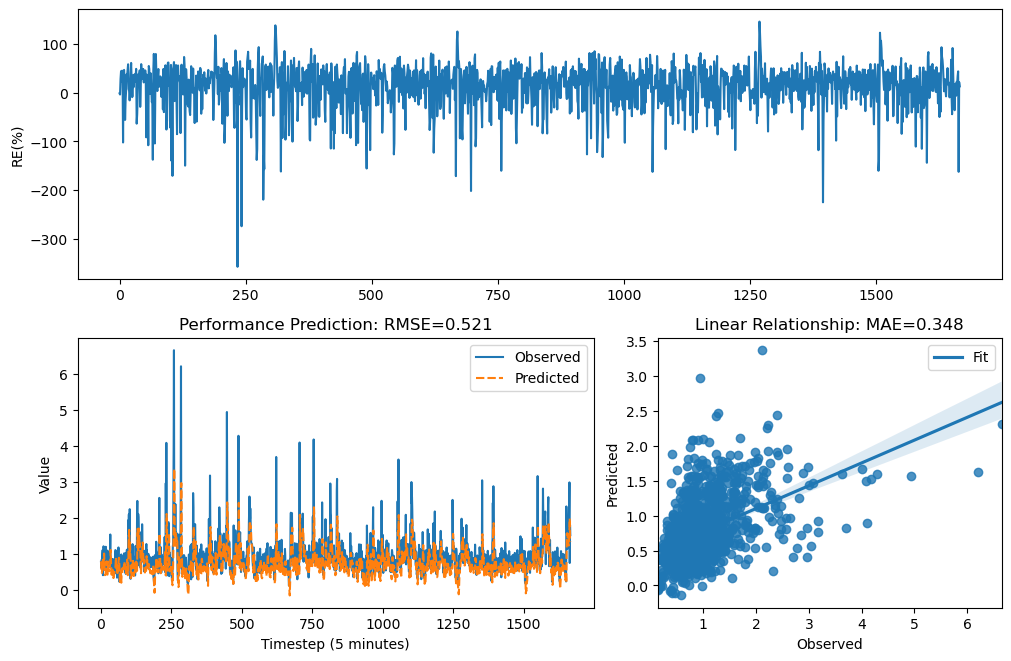 100
0
−100
−200
−300
RE(%)
0 250 500 750 1000 1250 1500
Performance Prediction: RMSE=0.521
Observed
Predicted
6
5
4
3
2
1
0
Value
0 250 500 750 1000 1250 1500
Timestep (5 minutes)
Linear Relationship: MAE=0.348
Fit
3.5
3.0
2.5
2.0
1.5
1.0
0.5
0.0
Predicted
1 2 3 4 5 6
Observed